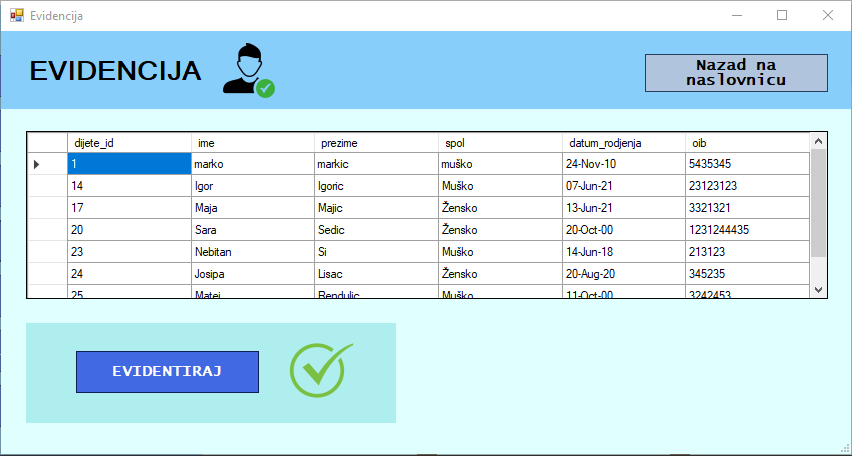 Evidencija
EVIDENCIJA
Nazad na
naslovnicu
dijete_id ime prezime spol datum_rodjenja oib
1 marko markic muško 24-Nov-10 5435345
14 Igor Igoric Muško 07-Jun-21 23123123
17 Maja Majic Žensko 13-Jun-21 3321321
20 Sara Sedic Žensko 20-Oct-00 1231244435
23 Nebitan Si Muško 14-Jun-18 213123
24 Josipa Lisac Žensko 20-Aug-20 345235
25 Matej Rendulic Muško 11-Oct-00 3242453
EVIDENTIRAJ